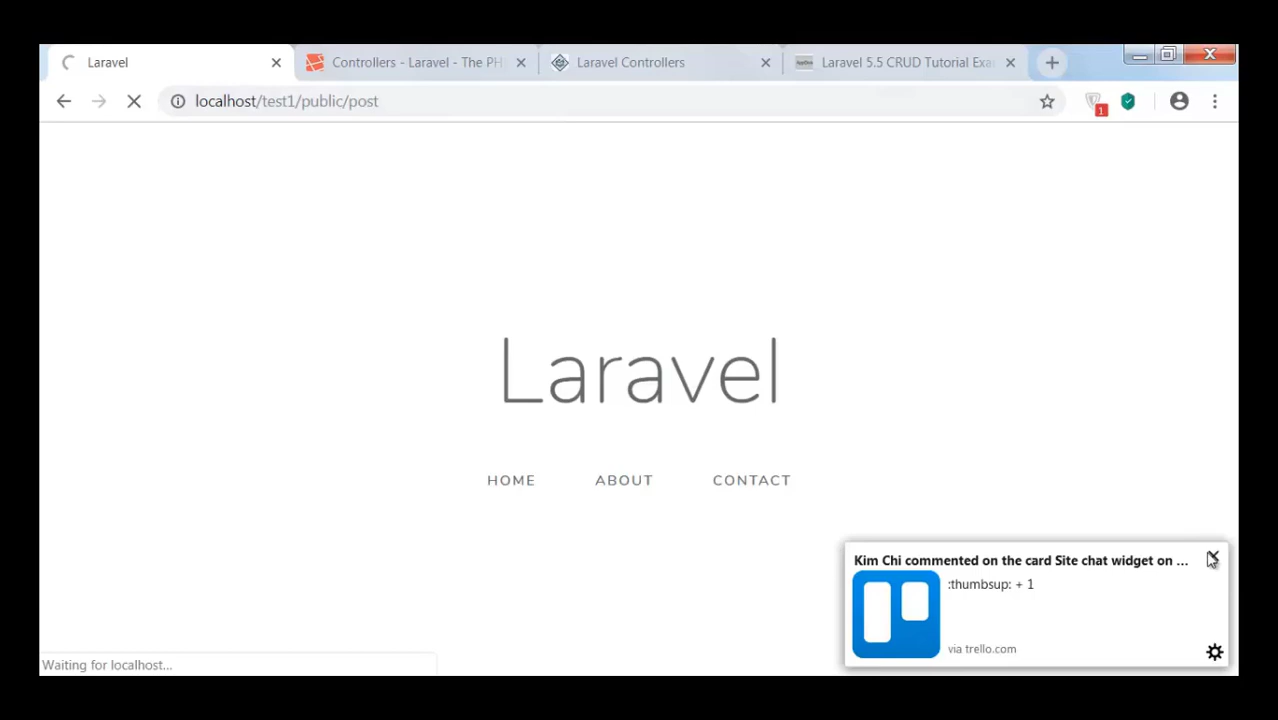 Laravel
Controllers - Laravel - The PH
Laravel Controllers
Laravel 5.5 CRUD Tutorial Exa
localhost/test1/public/post
1
Laravel
HOME ABOUT CONTACT
Kim Chi commented on the card Site chat widget on ...
:thumbsup: + 1
via trello.com
Waiting for localhost...